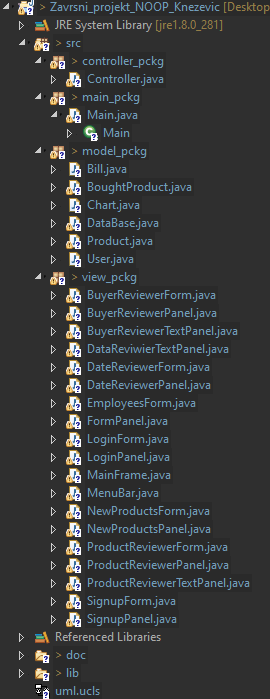 > Zavrsni_projekt_NOOP_Knezevic [Desktop
JRE System Library [jre1.8.0_281]
> src
> controller_pckg
Controller.java
> main_pckg
Main.java
Main
> model_pckg
Bill.java
BoughtProduct.java
Chart.java
DataBase.java
Product.java
User.java
> view_pckg
BuyerReviewerForm.java
BuyerReviewerPanel.java
BuyerReviewerTextPanel.java
DataReviwierTextPanel.java
DateReviewerForm.java
DateReviewerPanel.java
EmployeesForm.java
FormPanel.java
LoginForm.java
LoginPanel.java
MainFrame.java
MenuBar.java
NewProductsForm.java
NewProductsPanel.java
ProductReviewerForm.java
ProductReviewerPanel.java
ProductReviewerTextPanel.java
SignupForm.java
SignupPanel.java
Referenced Libraries
> doc
> lib
uml.ucls